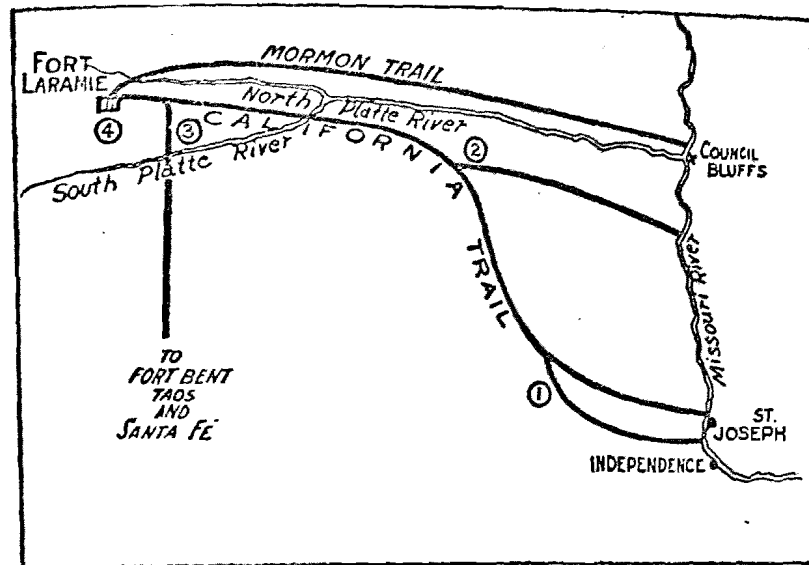 MORMON TRAIL
FORT
LARAMIE
North Platte River
④
③
CALIFORNIA
TRAIL
②
COUNCIL
BLUFFS
South Platte River
Missouri River
TO
FORT BENT
TAOS
AND
SANTA FÉ
①
ST.
JOSEPH
INDEPENDENCE